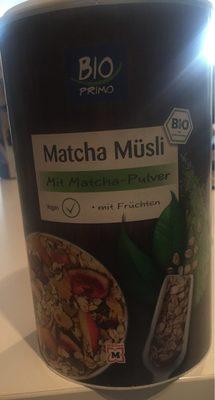 BIO
PRIMO
BIO
Matcha Müsli
Mit Matcha-Pulver
Vegan
• mit Früchten
M